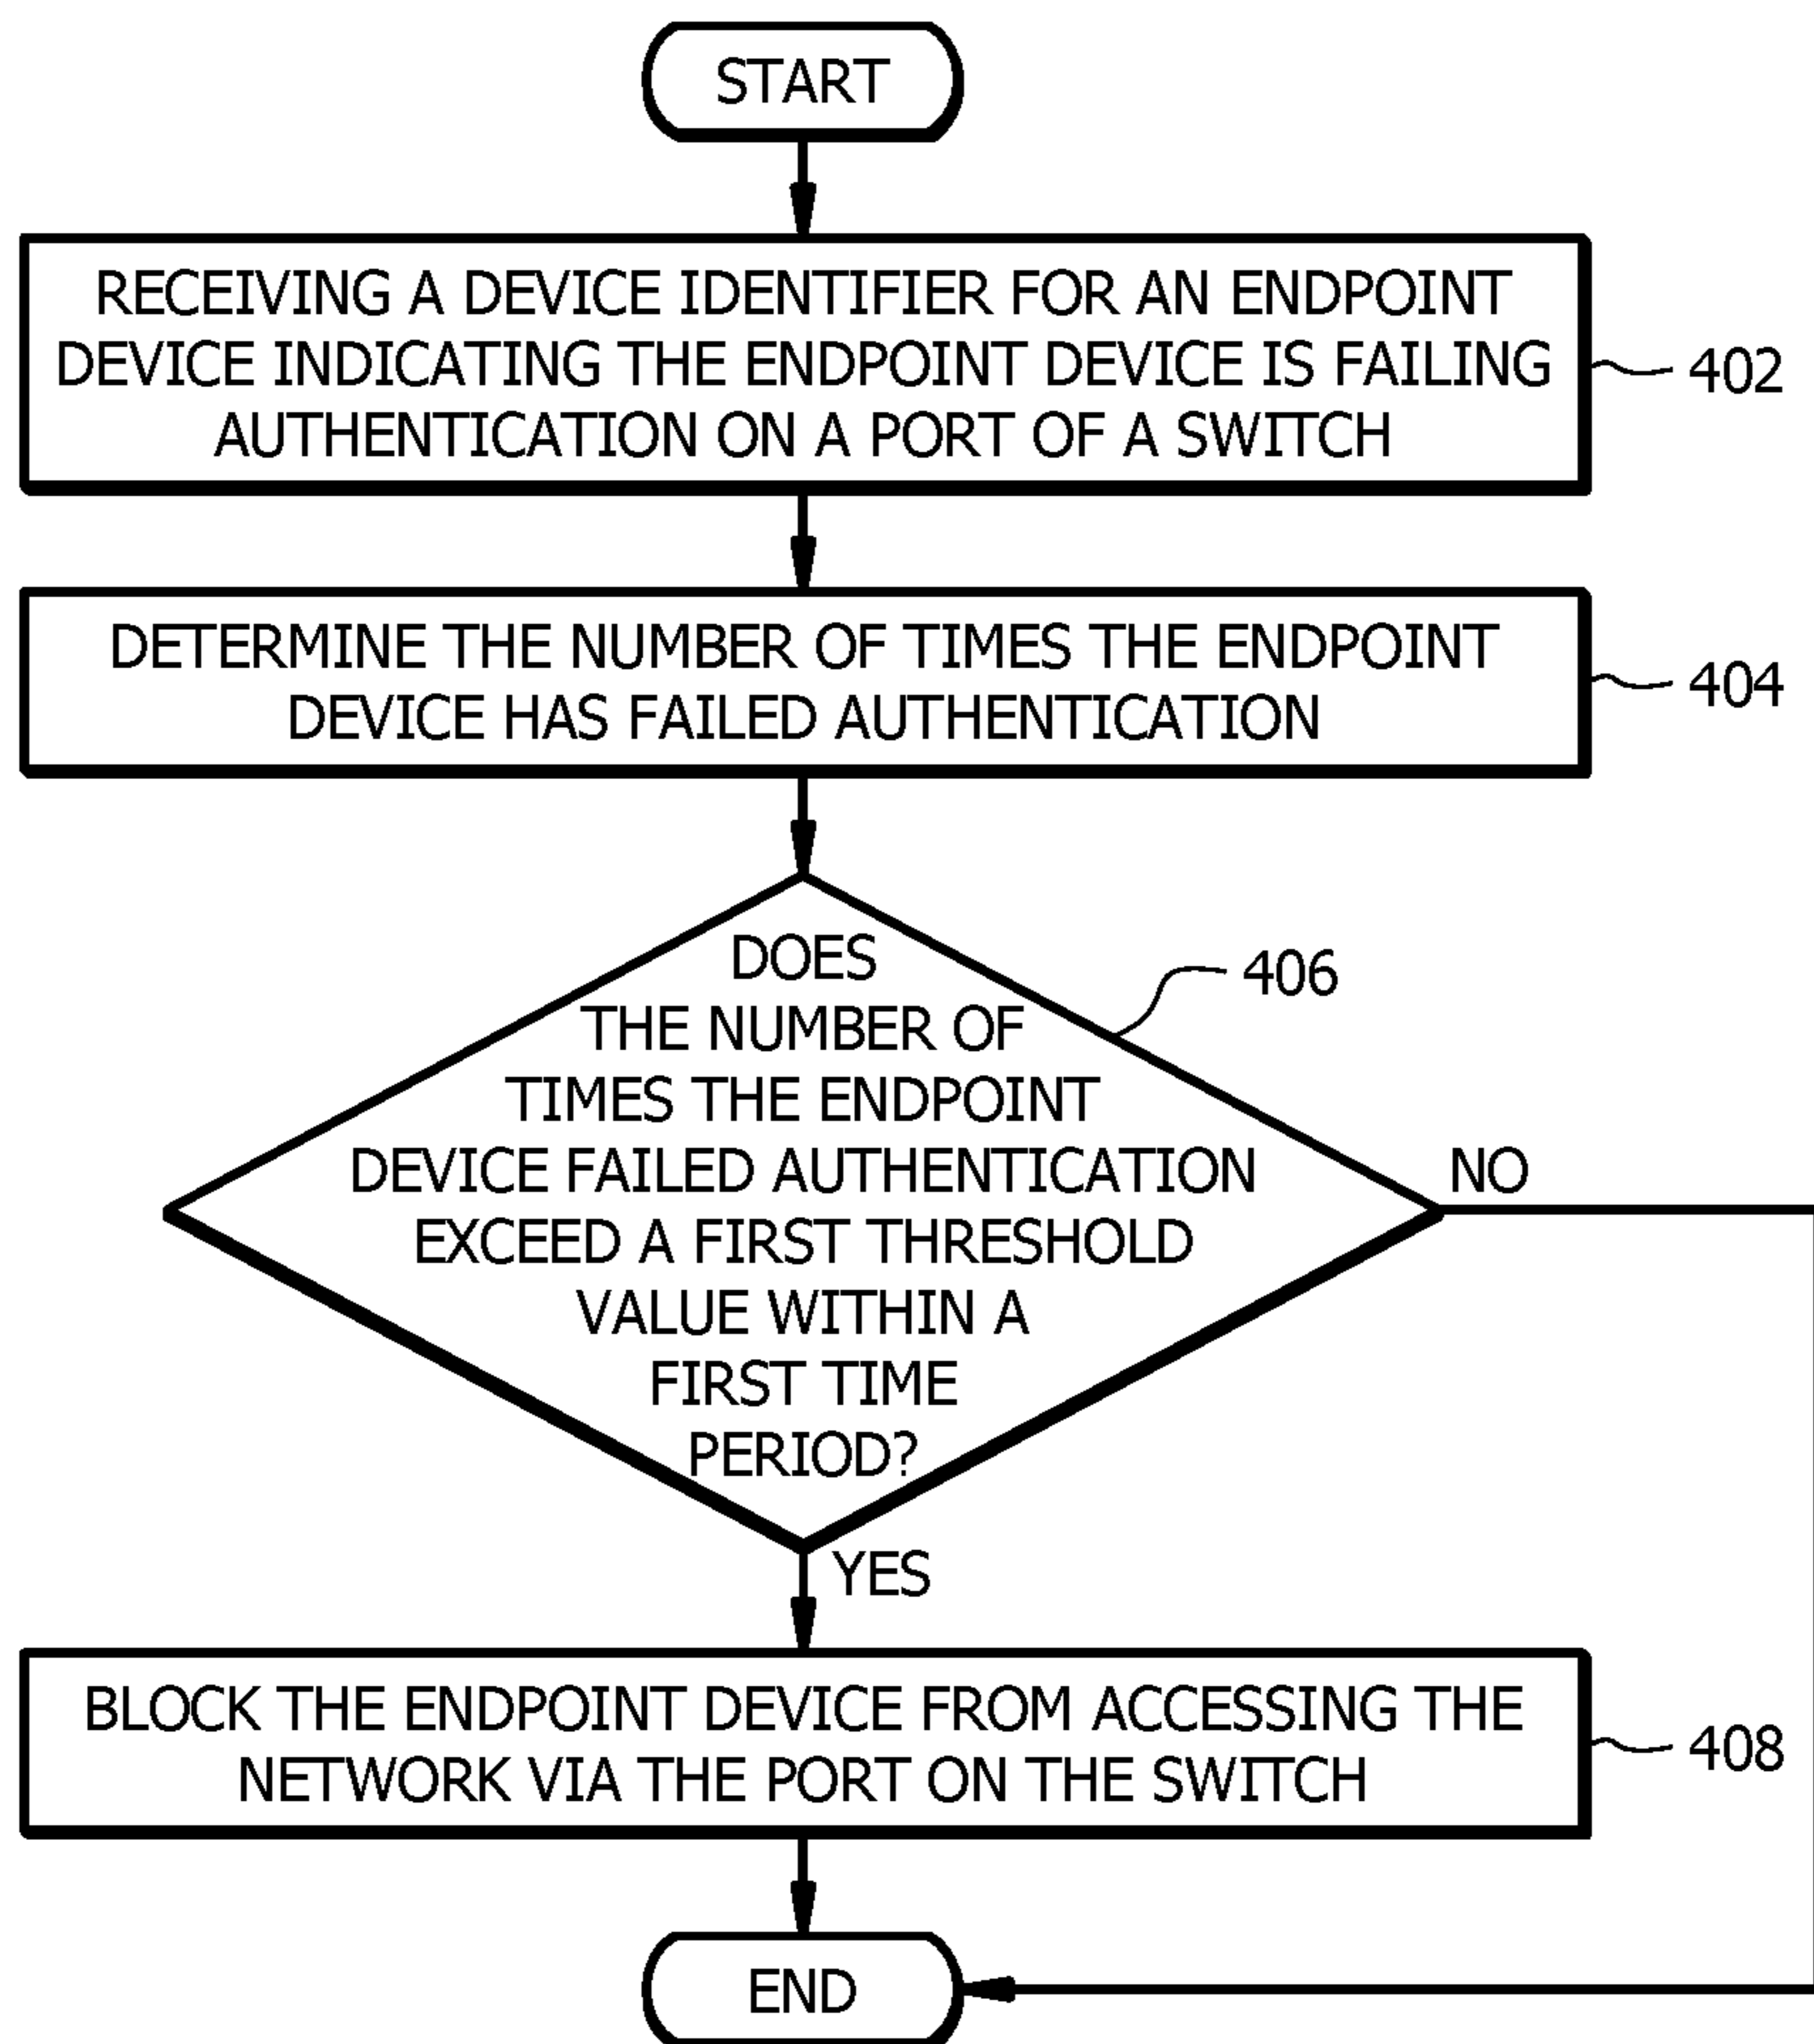 START
RECEIVING A DEVICE IDENTIFIER FOR AN ENDPOINT
DEVICE INDICATING THE ENDPOINT DEVICE IS FAILING
AUTHENTICATION ON A PORT OF A SWITCH
402
DETERMINE THE NUMBER OF TIMES THE ENDPOINT
DEVICE HAS FAILED AUTHENTICATION
404
DOES
THE NUMBER OF
TIMES THE ENDPOINT
DEVICE FAILED AUTHENTICATION
EXCEED A FIRST THRESHOLD
VALUE WITHIN A
FIRST TIME
PERIOD?
406
NO
YES
BLOCK THE ENDPOINT DEVICE FROM ACCESSING THE
NETWORK VIA THE PORT ON THE SWITCH
408
END